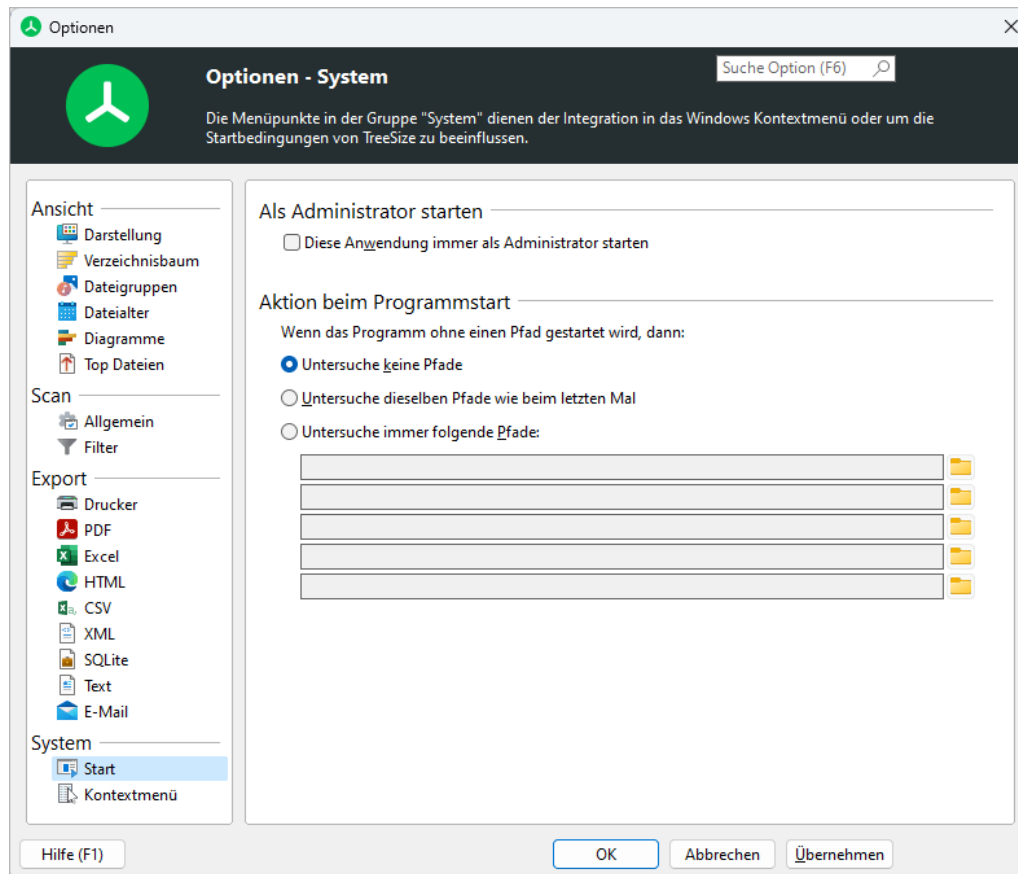 Optionen
Optionen - System
Suche Option (F6)
Die Menüpunkte in der Gruppe "System" dienen der Integration in das Windows Kontextmenü oder um die
Startbedingungen von TreeSize zu beeinflussen.
Ansicht
Darstellung
Verzeichnisbaum
Dateigruppen
Dateialter
Diagramme
Top Dateien
Scan
Allgemein
Filter
Export
Drucker
PDF
Excel
HTML
CSV
XML
SQLite
Text
E-Mail
System
Start
Kontextmenü
Als Administrator starten
Diese Anwendung immer als Administrator starten
Aktion beim Programmstart
Wenn das Programm ohne einen Pfad gestartet wird, dann:
Untersuche keine Pfade
Untersuche dieselben Pfade wie beim letzten Mal
Untersuche immer folgende Pfade:
Hilfe (F1)
OK
Abbrechen
Übernehmen